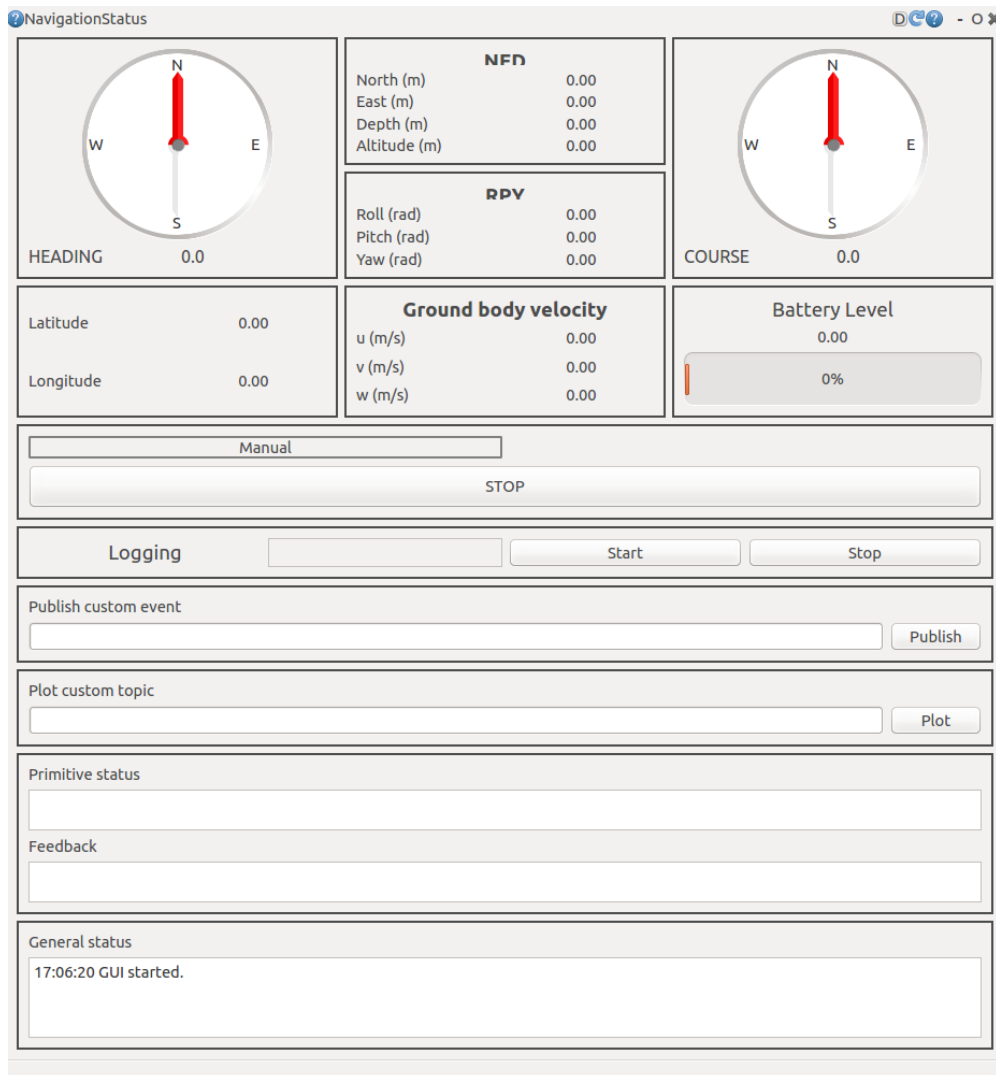 NavigationStatus D - O
N
W E
S
HEADING 0.0
NED
North (m) 0.00
East (m) 0.00
Depth (m) 0.00
Altitude (m) 0.00
RPY
Roll (rad) 0.00
Pitch (rad) 0.00
Yaw (rad) 0.00
N
W E
S
COURSE 0.0
Latitude 0.00
Longitude 0.00
Ground body velocity
u (m/s) 0.00
v (m/s) 0.00
w (m/s) 0.00
Battery Level
0.00
0%
Manual
STOP
Logging Start Stop
Publish custom event
Publish
Plot custom topic
Plot
Primitive status
Feedback
General status
17:06:20 GUI started.